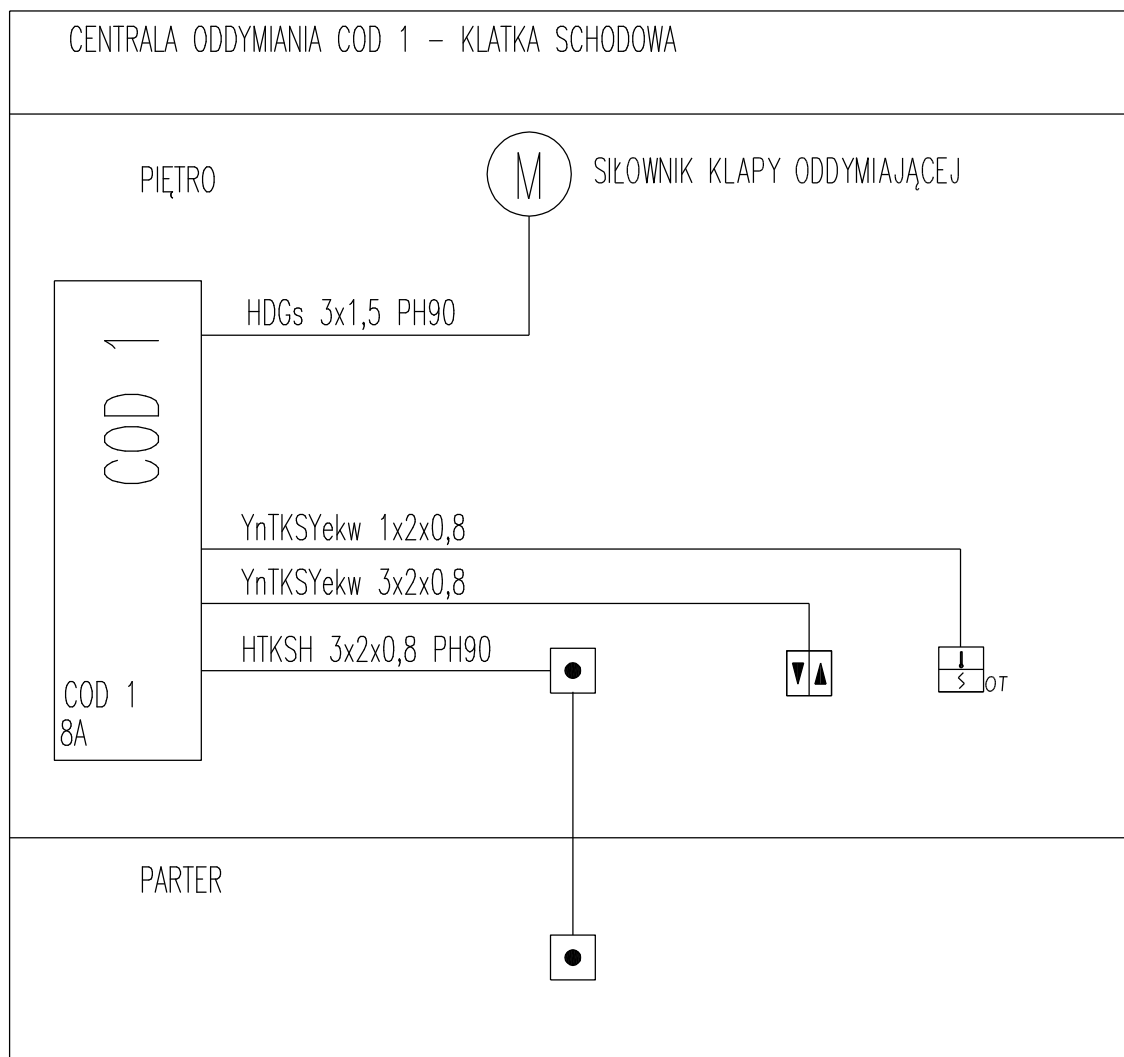 CENTRALA ODDYMIANIA COD 1 – KLATKA SCHODOWA
PIĘTRO
M
SIŁOWNIK KLAPY ODDYMIAJĄCEJ
HDGs 3x1,5 PH90
COD 1
YnTKSYekw 1x2x0,8
YnTKSYekw 3x2x0,8
HTKSH 3x2x0,8 PH90
COD 1
8A
OT
PARTER